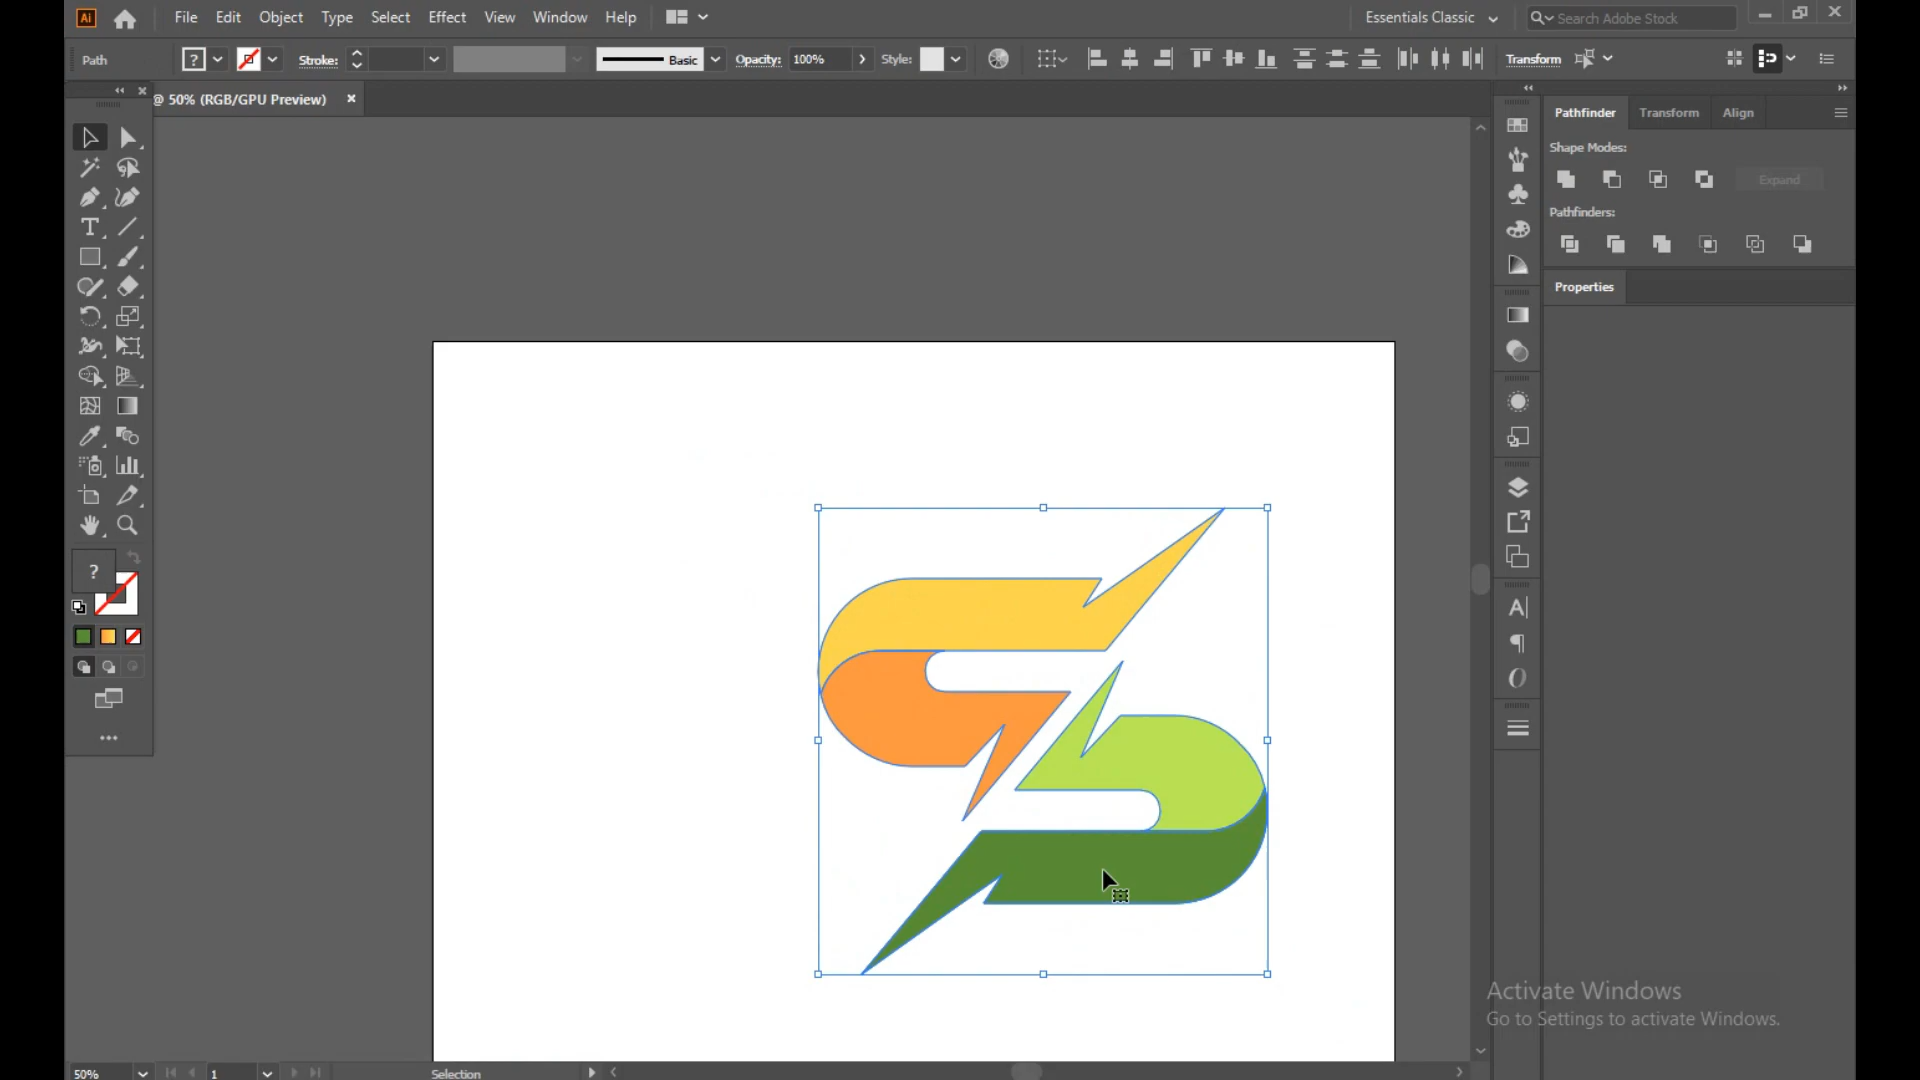 Ai File Edit Object Type Select Effect View Window Help Essentials Classic Search Adobe Stock
Path ? Stroke: Basic Opacity: 100% Style: Transform
@ 50% (RGB/GPU Preview)
Pathfinder Transform Align
Shape Modes:
Expand
Pathfinders:
Properties
?
Activate Windows
Go to Settings to activate Windows.
50% 1 Selection